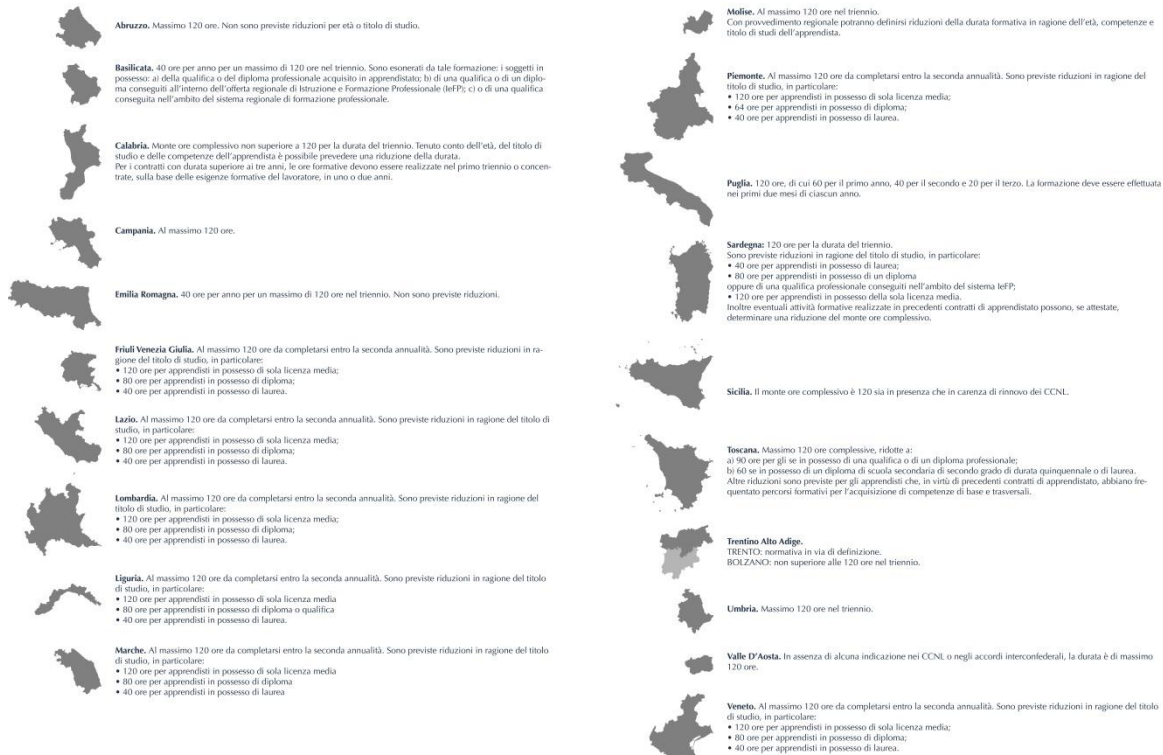 Abruzzo. Massimo 120 ore. Non sono previste riduzioni per età o titolo di studio.
Basilicata. 40 ore per anno per un massimo di 120 ore nel triennio. Sono esonerati da tale formazione: i soggetti in
possesso: a) della qualifica o del diploma professionale acquisito in apprendistato; b) di una qualifica o di un diplo-
ma conseguiti all'interno dell'offerta regionale di Istruzione e Formazione Professionale (IeFP); c) o di una qualifica
conseguita nell'ambito del sistema regionale di formazione professionale.
Calabria. Monte ore complessivo non superiore a 120 per la durata del triennio. Tenuto conto dell'età, del titolo di
studio e delle competenze dell'apprendista è possibile prevedere una riduzione della durata.
Per i contratti con durata superiore ai tre anni, le ore formative devono essere realizzate nel primo triennio o concen-
trate, sulla base delle esigenze formative del lavoratore, in uno o due anni.
Campania. Al massimo 120 ore.
Emilia Romagna. 40 ore per anno per un massimo di 120 ore nel triennio. Non sono previste riduzioni.
Friuli Venezia Giulia. Al massimo 120 ore da completarsi entro la seconda annualità. Sono previste riduzioni in ra-
gione del titolo di studio, in particolare:
• 120 ore per apprendisti in possesso di sola licenza media;
• 80 ore per apprendisti in possesso di diploma;
• 40 ore per apprendisti in possesso di laurea.
Lazio. Al massimo 120 ore da completarsi entro la seconda annualità. Sono previste riduzioni in ragione del titolo di
studio, in particolare:
• 120 ore per apprendisti in possesso di sola licenza media;
• 80 ore per apprendisti in possesso di diploma;
• 40 ore per apprendisti in possesso di laurea.
Lombardia. Al massimo 120 ore da completarsi entro la seconda annualità. Sono previste riduzioni in ragione del
titolo di studio, in particolare:
• 120 ore per apprendisti in possesso di sola licenza media;
• 80 ore per apprendisti in possesso di diploma;
• 40 ore per apprendisti in possesso di laurea.
Liguria. Al massimo 120 ore da completarsi entro la seconda annualità. Sono previste riduzioni in ragione del titolo
di studio, in particolare:
• 120 ore per apprendisti in possesso di sola licenza media
• 80 ore per apprendisti in possesso di diploma o qualifica
• 40 ore per apprendisti in possesso di laurea.
Marche. Al massimo 120 ore da completarsi entro la seconda annualità. Sono previste riduzioni in ragione del titolo
di studio, in particolare:
• 120 ore per apprendisti in possesso di sola licenza media
• 80 ore per apprendisti in possesso di diploma
• 40 ore per apprendisti in possesso di laurea
Molise. Al massimo 120 ore nel triennio.
Con provvedimento regionale potranno definirsi riduzioni della durata formativa in ragione dell'età, competenze e
titolo di studi dell'apprendista.
Piemonte. Al massimo 120 ore da completarsi entro la seconda annualità. Sono previste riduzioni in ragione del
titolo di studio, in particolare:
• 120 ore per apprendisti in possesso di sola licenza media;
• 64 ore per apprendisti in possesso di diploma;
• 40 ore per apprendisti in possesso di laurea.
Puglia. 120 ore, di cui 60 per il primo anno, 40 per il secondo e 20 per il terzo. La formazione deve essere effettuata
nei primi due mesi di ciascun anno.
Sardegna: 120 ore per la durata del triennio.
Sono previste riduzioni in ragione del titolo di studio, in particolare:
• 40 ore per apprendisti in possesso di laurea;
• 80 ore per apprendisti in possesso di un diploma
oppure di una qualifica professionale conseguiti nell'ambito del sistema IeFP;
• 120 ore per apprendisti in possesso della sola licenza media.
Inoltre eventuali attività formative realizzate in precedenti contratti di apprendistato possono, se attestate,
determinare una riduzione del monte ore complessivo.
Sicilia. Il monte ore complessivo è 120 sia in presenza che in carenza di rinnovo dei CCNL.
Toscana. Massimo 120 ore complessive, ridotte a:
a) 90 ore per gli se in possesso di una qualifica o di un diploma professionale;
b) 60 se in possesso di un diploma di scuola secondaria di secondo grado di durata quinquennale o di laurea.
Altre riduzioni sono previste per gli apprendisti che, in virtù di precedenti contratti di apprendistato, abbiano fre-
quentato percorsi formativi per l'acquisizione di competenze di base e trasversali.
Trentino Alto Adige.
TRENTO: normativa in via di definizione.
BOLZANO: non superiore alle 120 ore nel triennio.
Umbria. Massimo 120 ore nel triennio.
Valle D'Aosta. In assenza di alcuna indicazione nei CCNL o negli accordi interconfederali, la durata è di massimo
120 ore.
Veneto. Al massimo 120 ore da completarsi entro la seconda annualità. Sono previste riduzioni in ragione del titolo
di studio, in particolare:
• 120 ore per apprendisti in possesso di sola licenza media;
• 80 ore per apprendisti in possesso di diploma;
• 40 ore per apprendisti in possesso di laurea.